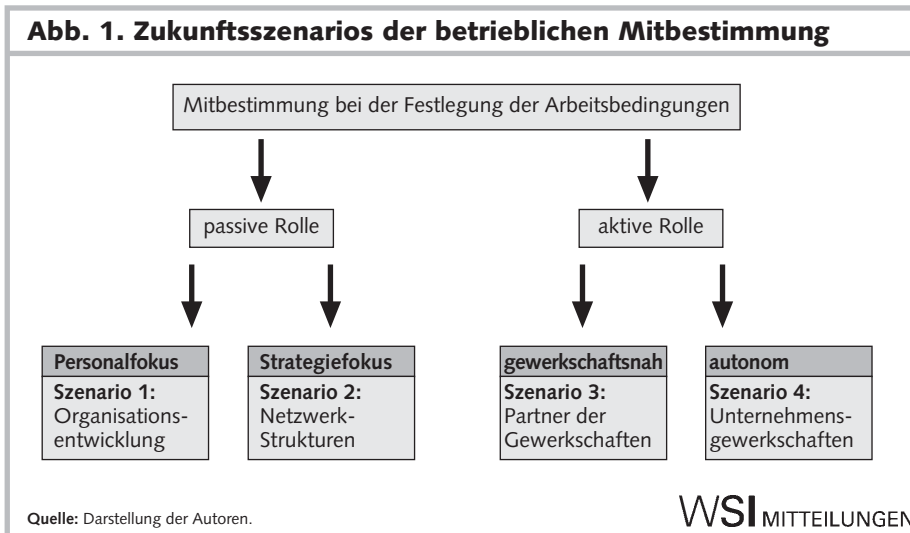 Abb. 1. Zukunftsszenarios der betrieblichen Mitbestimmung
Mitbestimmung bei der Festlegung der Arbeitsbedingungen
passive Rolle
aktive Rolle
Personalfokus
Szenario 1:
Organisations-
entwicklung
Strategiefokus
Szenario 2:
Netzwerk-
Strukturen
gewerkschaftsnah
Szenario 3:
Partner der
Gewerkschaften
autonom
Szenario 4:
Unternehmens-
gewerkschaften
Quelle: Darstellung der Autoren.
WSI MITTEILUNGEN